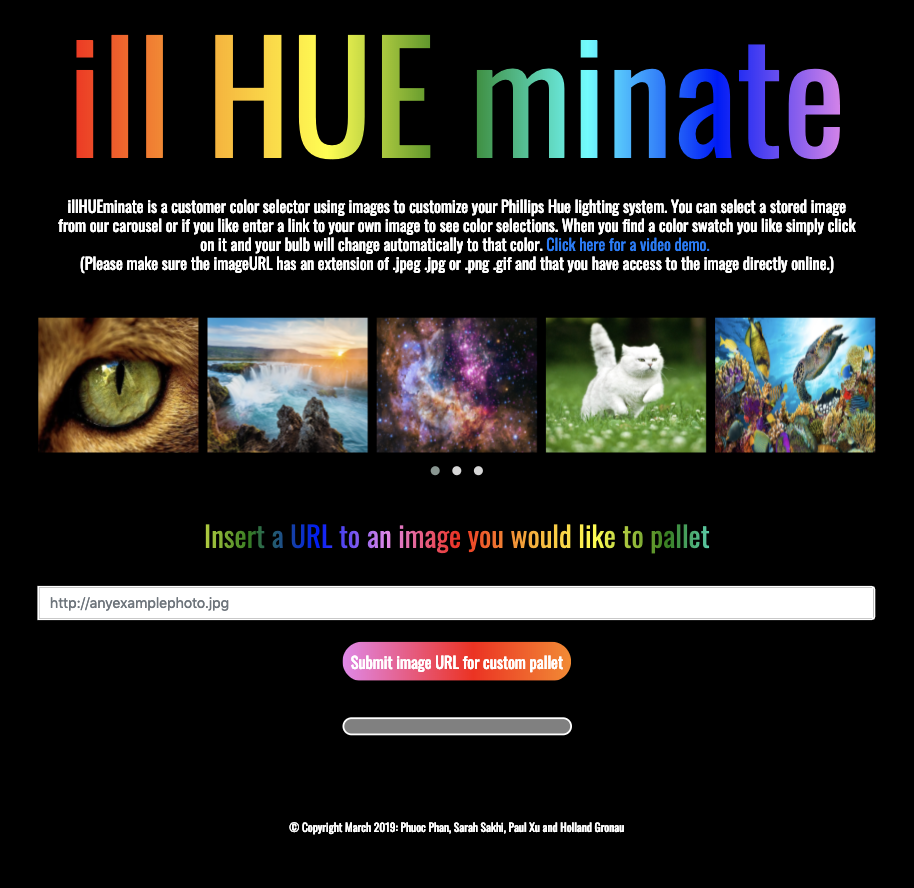 ill HUE minate
illHUEminate is a customer color selector using images to customize your Phillips Hue lighting system. You can select a stored image
from our carousel or if you like enter a link to your own image to see color selections. When you find a color swatch you like simply click
on it and your bulb will change automatically to that color. Click here for a video demo.
(Please make sure the imageURL has an extension of .jpeg .jpg or .png .gif and that you have access to the image directly online.)
Insert a URL to an image you would like to pallet
http://anyexamplephoto.jpg
Submit image URL for custom pallet
© Copyright March 2019: Phuoc Phan, Sarah Sakhi, Paul Xu and Holland Gronau